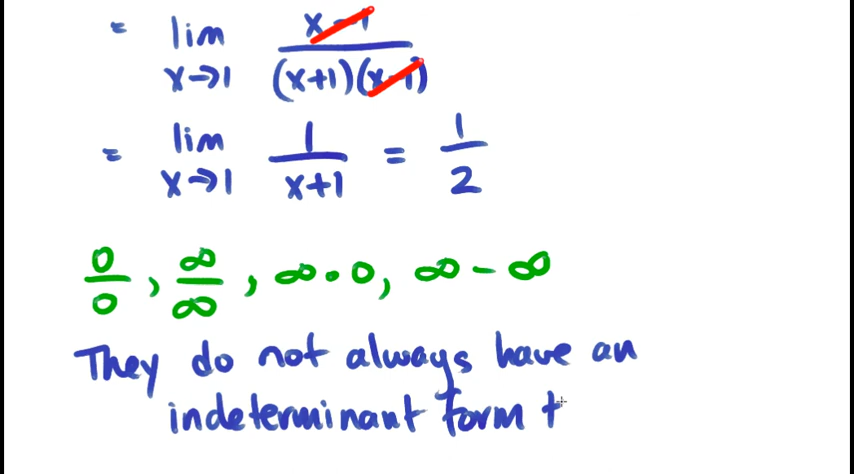 = lim x→1 x-1/(x+1)(x-1)
= lim x→1 1/x+1 = 1/2
0/0, ∞/∞, ∞·0, ∞-∞
They do not always have an
indeterminant form t